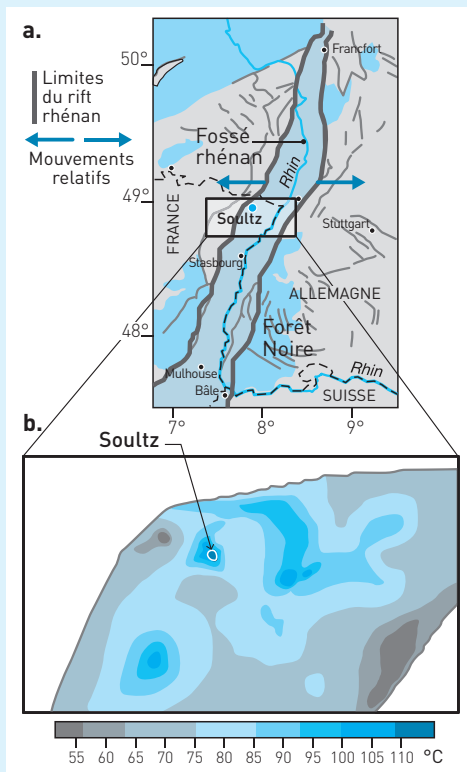 a.
50°
Francfort
Limites
du rift
rhénan
Mouvements
relatifs
Fossé
rhénan
Rhin
49°
FRANCE
Soultz
Stuttgart
Stasbourg
ALLEMAGNE
48°
Forêt
Noire
Mulhouse
Rhin
Bâle
SUISSE
7°
8°
9°
b.
Soultz
55 60 65 70 75 80 85 90 95 100 105 110 °C